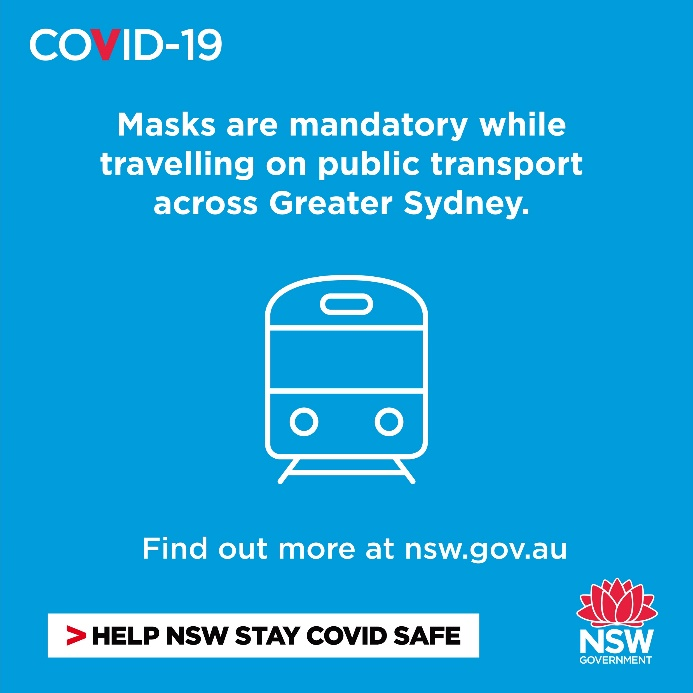 COVID-19
Masks are mandatory while
travelling on public transport
across Greater Sydney.
Find out more at nsw.gov.au
> HELP NSW STAY COVID SAFE
NSW
GOVERNMENT